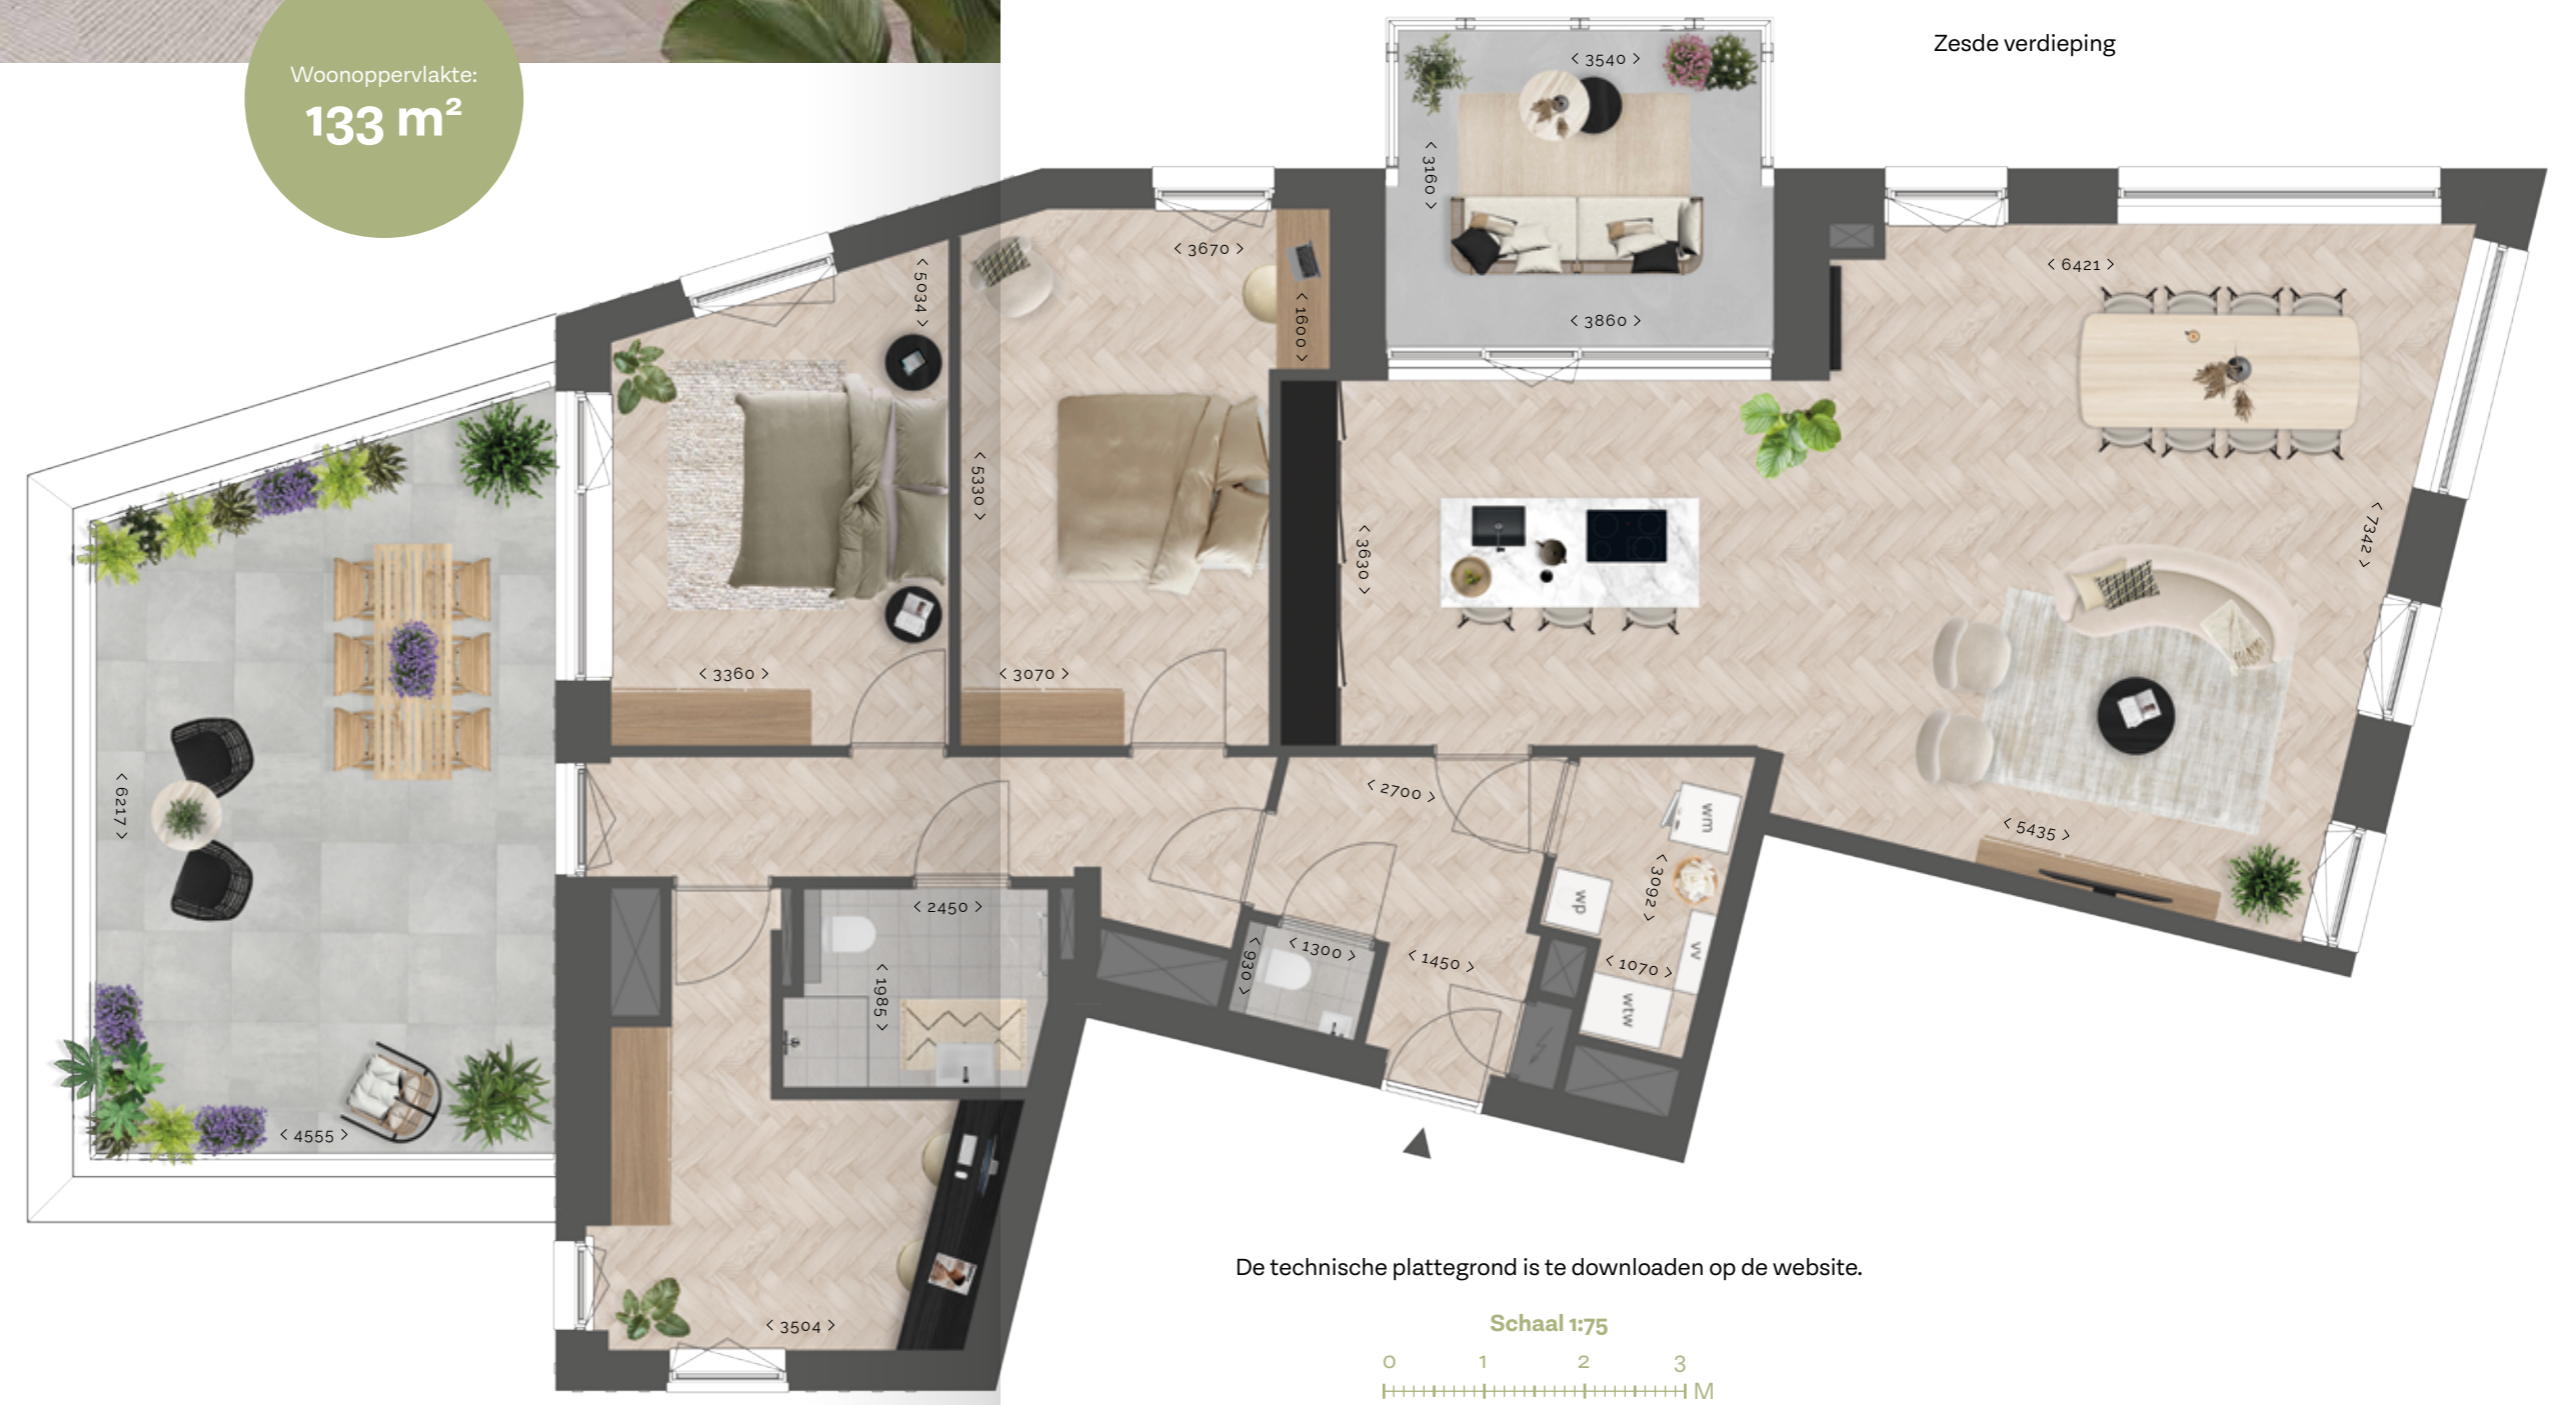 Woonoppervlakte:
133 m²
Zesde verdieping
< 3540 >
< 3160 >
< 3860 >
< 3670 >
< 1600 >
< 5034 >
< 6421 >
< 5330 >
< 3630 >
< 7342 >
< 3360 >
< 3070 >
< 2700 >
< 5435 >
wm
< 3092 >
wp
vv
< 1070 >
wtw
< 6217 >
< 2450 >
< 1985 >
< 930 >
< 1300 >
< 1450 >
< 4555 >
< 3504 >
De technische plattegrond is te downloaden op de website.
Schaal 1:75
0 1 2 3
M